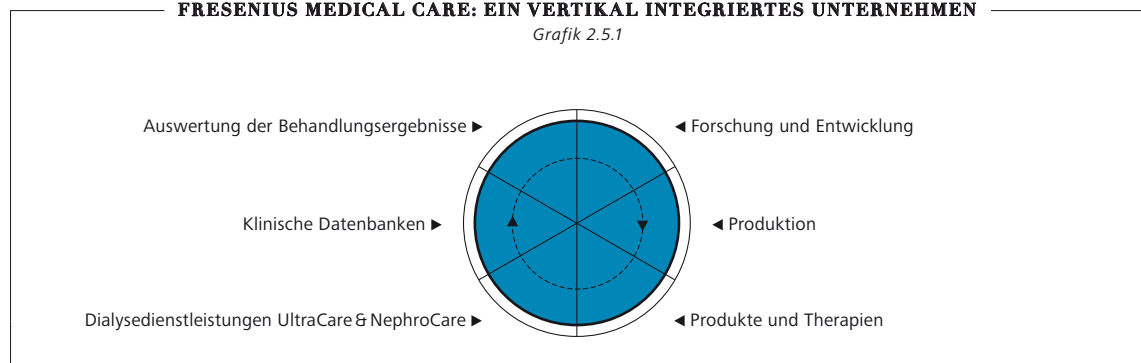 FRESENIUS MEDICAL CARE: EIN VERTIKAL INTEGRIERTES UNTERNEHMEN
Grafik 2.5.1
Auswertung der Behandlungsergebnisse ▶
◀ Forschung und Entwicklung
Klinische Datenbanken ▶
◀ Produktion
Dialysedienstleistungen UltraCare & NephroCare ▶
◀ Produkte und Therapien